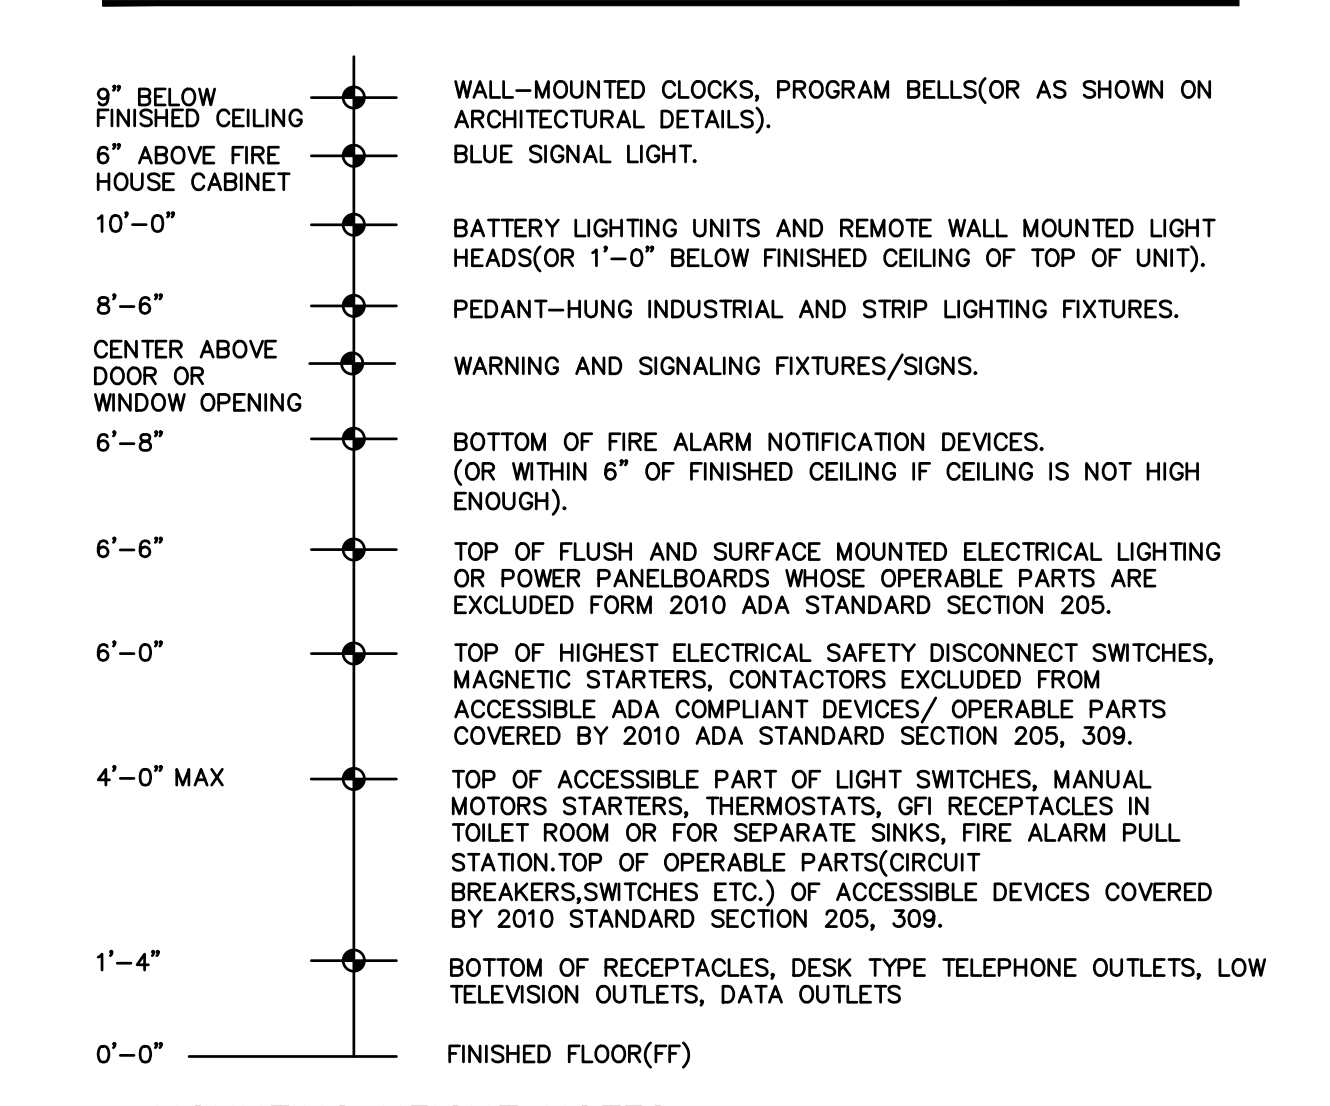 9” BELOW
FINISHED CEILING
WALL–MOUNTED CLOCKS, PROGRAM BELLS(OR AS SHOWN ON
ARCHITECTURAL DETAILS).
6” ABOVE FIRE
HOUSE CABINET
BLUE SIGNAL LIGHT.
10’–0”
BATTERY LIGHTING UNITS AND REMOTE WALL MOUNTED LIGHT
HEADS(OR 1’–0” BELOW FINISHED CEILING OF TOP OF UNIT).
8’–6”
PEDANT–HUNG INDUSTRIAL AND STRIP LIGHTING FIXTURES.
CENTER ABOVE
DOOR OR
WINDOW OPENING
WARNING AND SIGNALING FIXTURES/SIGNS.
6’–8”
BOTTOM OF FIRE ALARM NOTIFICATION DEVICES.
(OR WITHIN 6” OF FINISHED CEILING IF CEILING IS NOT HIGH
ENOUGH).
6’–6”
TOP OF FLUSH AND SURFACE MOUNTED ELECTRICAL LIGHTING
OR POWER PANELBOARDS WHOSE OPERABLE PARTS ARE
EXCLUDED FORM 2010 ADA STANDARD SECTION 205.
6’–0”
TOP OF HIGHEST ELECTRICAL SAFETY DISCONNECT SWITCHES,
MAGNETIC STARTERS, CONTACTORS EXCLUDED FROM
ACCESSIBLE ADA COMPLIANT DEVICES/ OPERABLE PARTS
COVERED BY 2010 ADA STANDARD SECTION 205, 309.
4’–0” MAX
TOP OF ACCESSIBLE PART OF LIGHT SWITCHES, MANUAL
MOTORS STARTERS, THERMOSTATS, GFI RECEPTACLES IN
TOILET ROOM OR FOR SEPARATE SINKS, FIRE ALARM PULL
STATION.TOP OF OPERABLE PARTS(CIRCUIT
BREAKERS,SWITCHES ETC.) OF ACCESSIBLE DEVICES COVERED
BY 2010 STANDARD SECTION 205, 309.
1’–4”
BOTTOM OF RECEPTACLES, DESK TYPE TELEPHONE OUTLETS, LOW
TELEVISION OUTLETS, DATA OUTLETS
0’–0”
FINISHED FLOOR(FF)